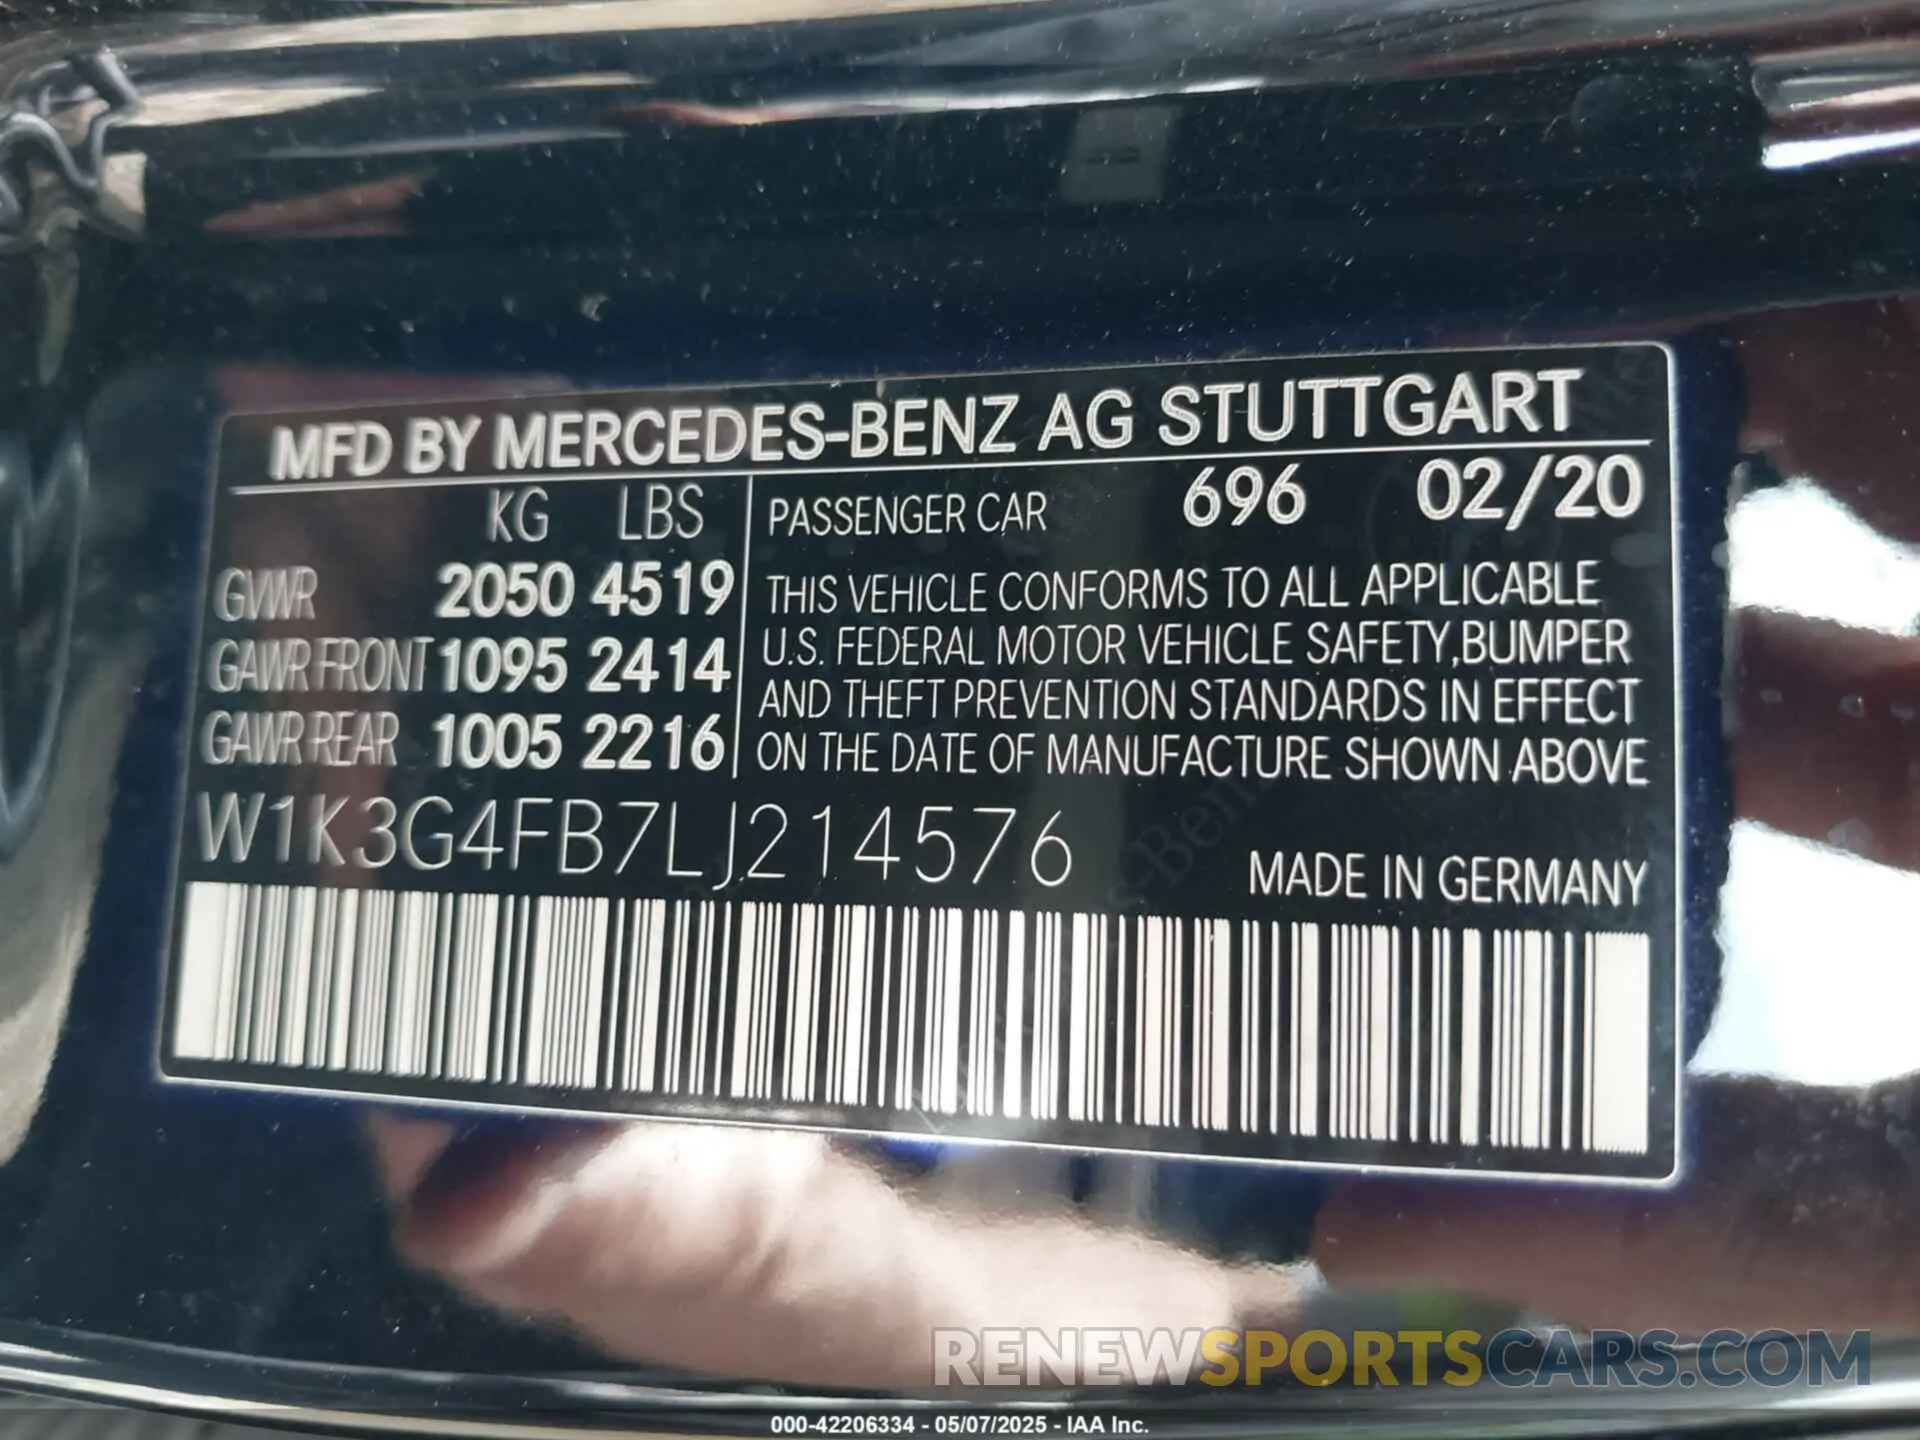 MFD BY MERCEDES-BENZ AG STUTTGART
KG LBS PASSENGER CAR 696 02/20
GVWR 2050 4519
GAWR FRONT 1095 2414
GAWR REAR 1005 2216
THIS VEHICLE CONFORMS TO ALL APPLICABLE
U.S. FEDERAL MOTOR VEHICLE SAFETY,BUMPER
AND THEFT PREVENTION STANDARDS IN EFFECT
ON THE DATE OF MANUFACTURE SHOWN ABOVE
W1K3G4FB7LJ214576
MADE IN GERMANY
RENEWSPORTSCARS.COM
000-42206334 - 05/07/2025 - IAA Inc.